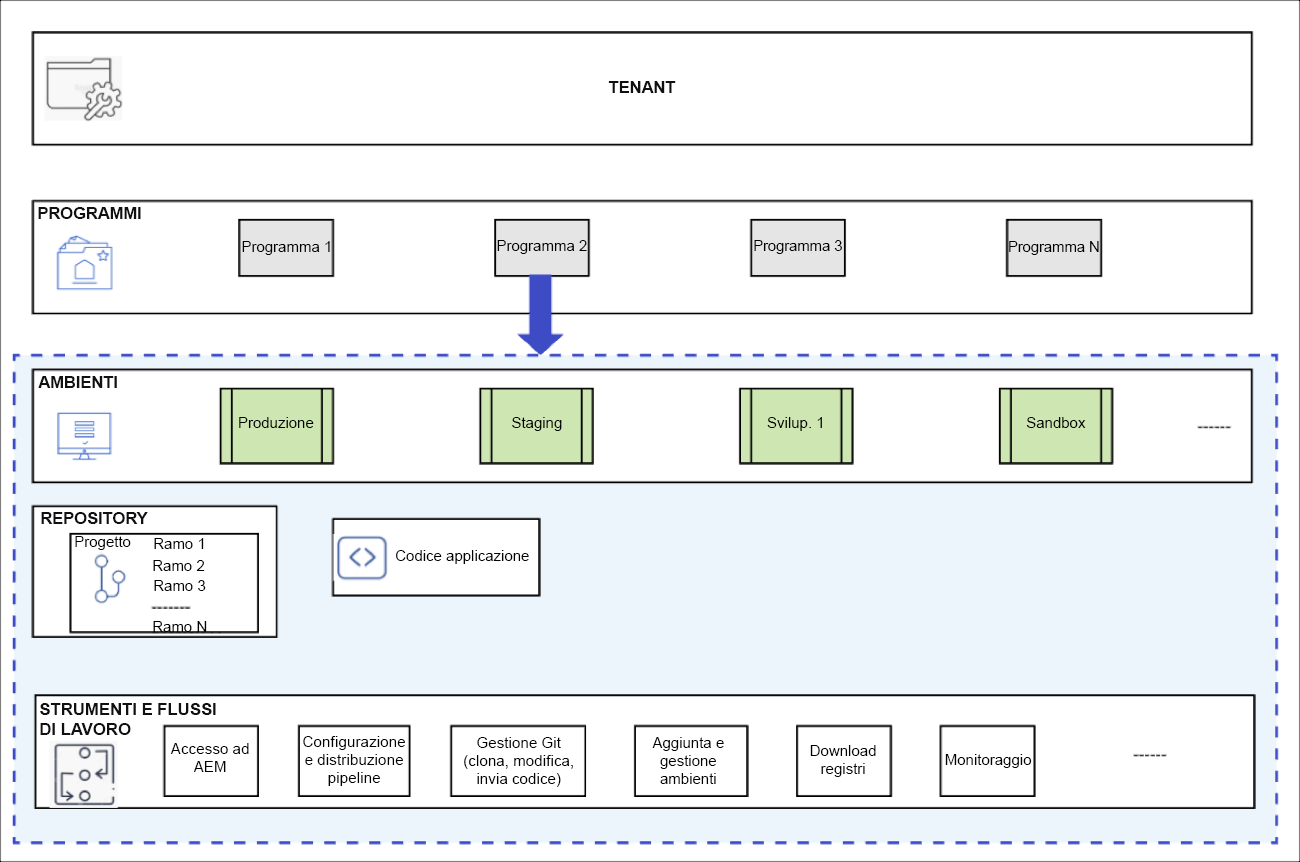 TENANT
PROGRAMMI
Programma 1
Programma 2
Programma 3
Programma N
AMBIENTI
Produzione
Staging
Svilup. 1
Sandbox
------
REPOSITORY
Progetto
Ramo 1
Ramo 2
Ramo 3
-------
Ramo N
Codice applicazione
STRUMENTI E FLUSSI
DI LAVORO
Accesso ad
AEM
Configurazione
e distribuzione
pipeline
Gestione Git
(clona, modifica,
invia codice)
Aggiunta e
gestione
ambienti
Download
registri
Monitoraggio
------